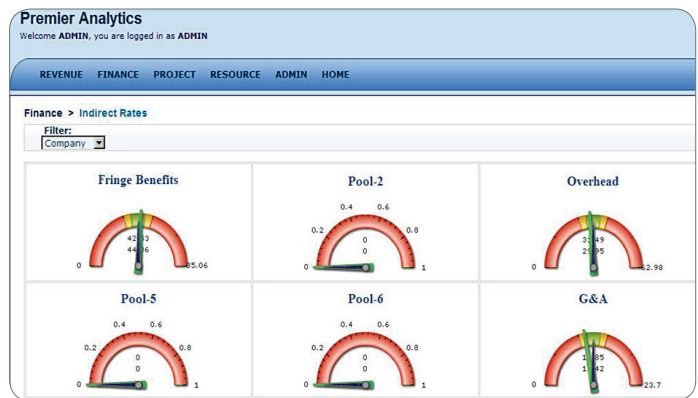 Premier Analytics
Welcome ADMIN, you are logged in as ADMIN
REVENUE FINANCE PROJECT RESOURCE ADMIN HOME
Finance > Indirect Rates
Filter:
Company
Fringe Benefits
0
85.06
Pool-2
0 0.2 0.4 0.6 0.8 1
0
0
Overhead
0
62.98
Pool-5
0 0.2 0.4 0.6 0.8 1
0
0
Pool-6
0 0.2 0.4 0.6 0.8 1
0
0
G&A
0
23.7